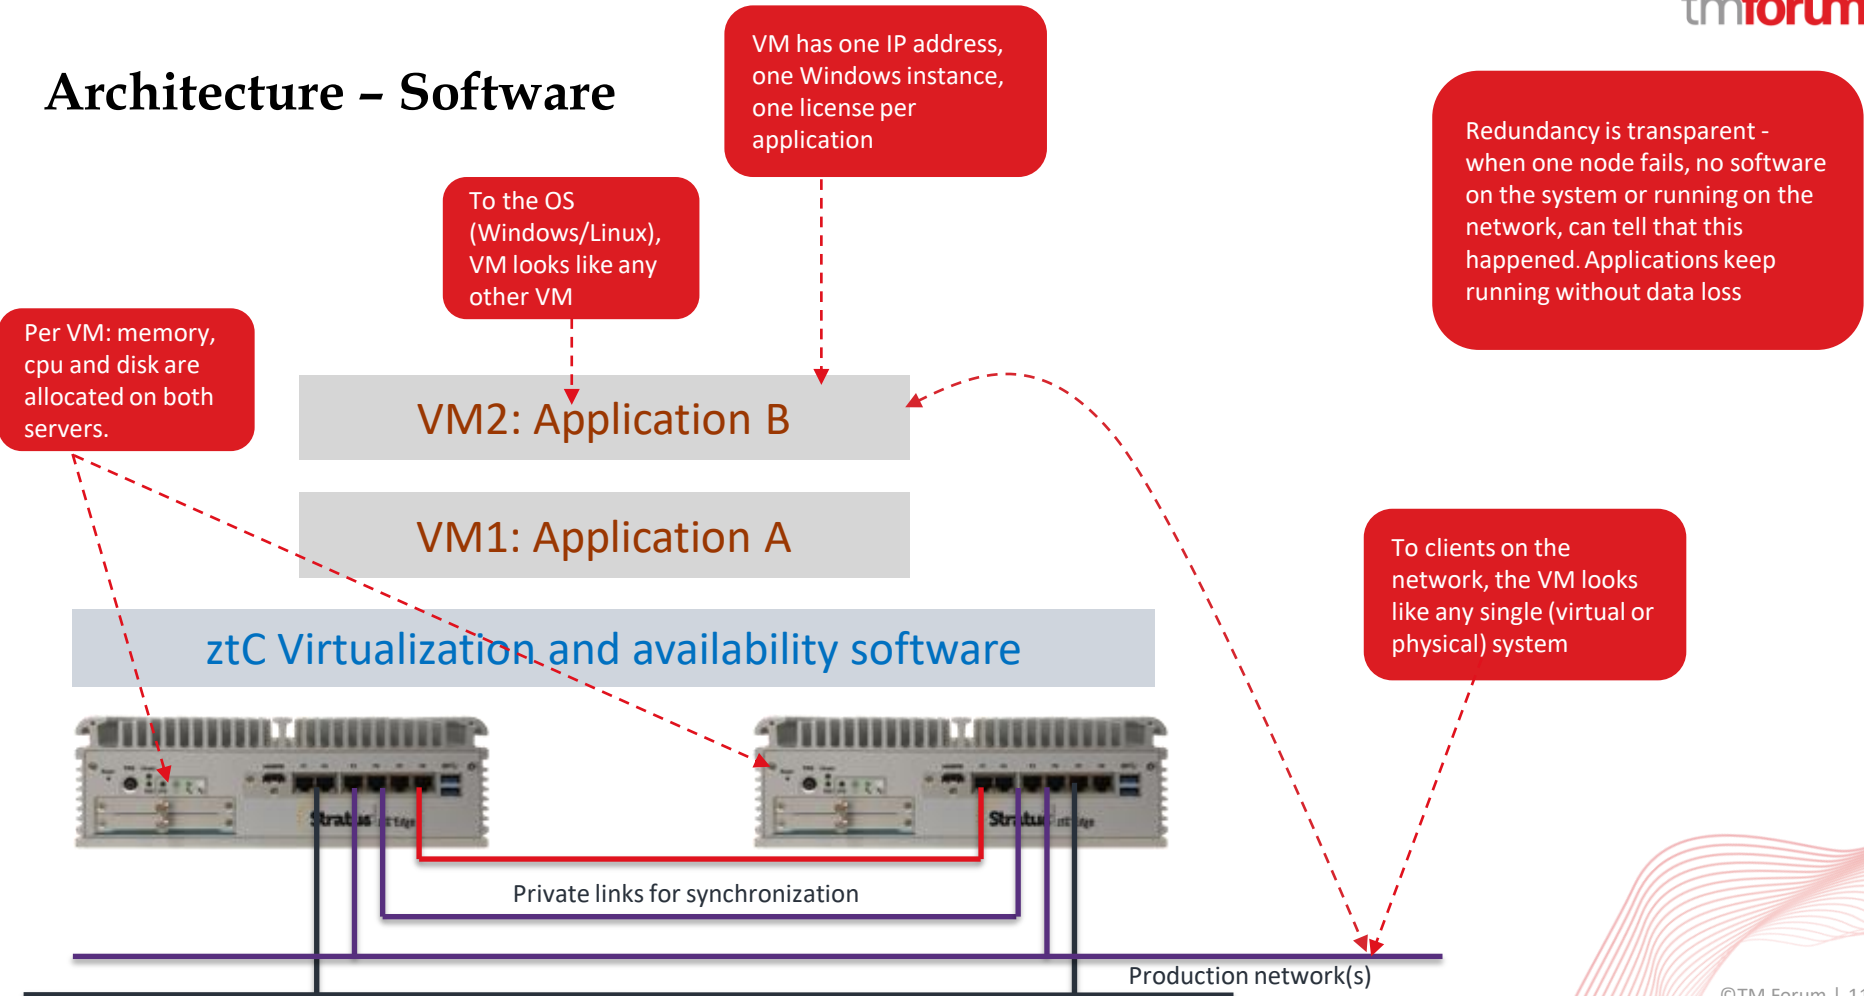 tmforum
Architecture – Software
VM has one IP address,
one Windows instance,
one license per
application
Redundancy is transparent -
when one node fails, no software
on the system or running on the
network, can tell that this
happened. Applications keep
running without data loss
To the OS
(Windows/Linux),
VM looks like any
other VM
Per VM: memory,
cpu and disk are
allocated on both
servers.
VM2: Application B
VM1: Application A
To clients on the
network, the VM looks
like any single (virtual or
physical) system
ztC Virtualization and availability software
Stratus
Stratus
Private links for synchronization
Production network(s)
©TM Forum |